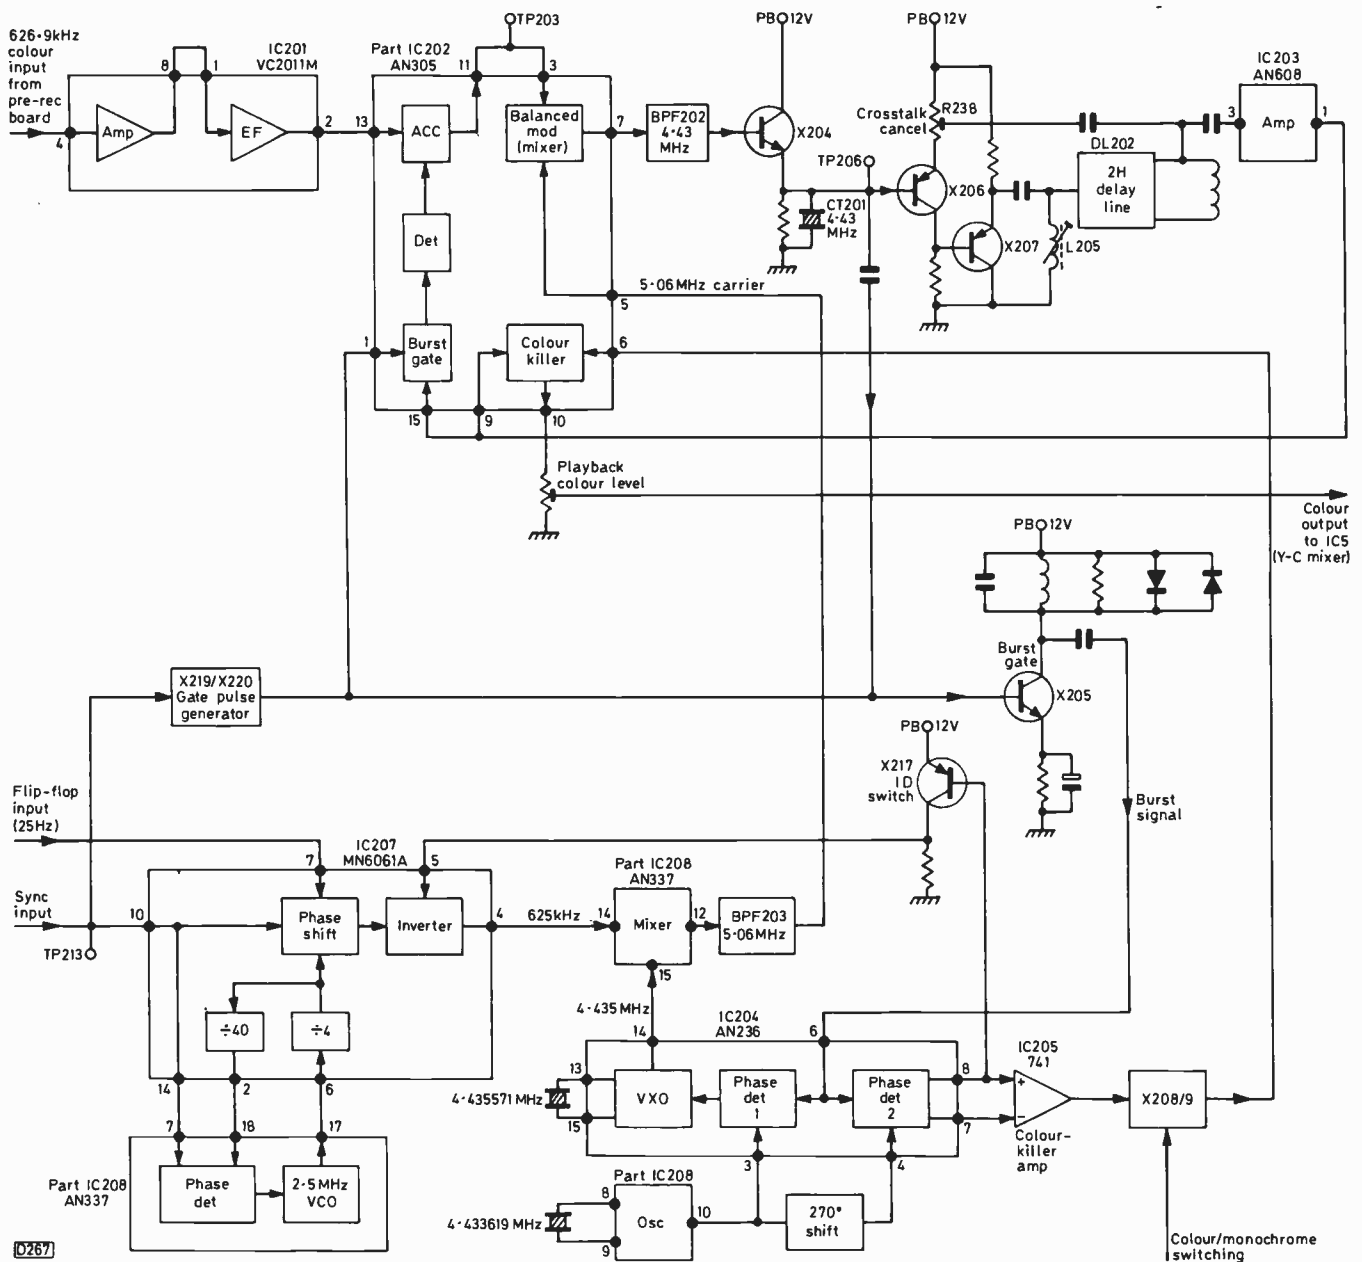 TP203
PB 12V
PB 12V
626·9kHz
colour
input
from
pre-rec
board
IC201
VC2011M
Part IC202
AN305
IC203
AN608
8
1
11
3
Amp
EF
2
13
4
ACC
Balanced
mod
(mixer)
7
BPF202
4·43
MHz
X204
Crosstalk
cancel
R238
3
Amp
1
TP206
DL202
2H
delay
line
CT201
4·43
MHz
X206
X207
L205
Det
5·06MHz carrier
5
1
Burst
gate
Colour
killer
6
15
9
10
Playback
colour level
Colour
output
to IC5
(Y-C mixer)
PB 12V
Burst
gate
X205
X219/X220
Gate pulse
generator
PB 12V
X217
ID
switch
Burst
signal
Flip-flop
input
(25Hz)
IC207
MN6061A
7
5
Part IC208
AN337
Sync
input
10
Phase
shift
Inverter
4
625kHz
14
Mixer
12
BPF203
5·06MHz
TP213
15
÷40
÷4
4·435MHz
14
IC204
AN236
6
IC205
741
14
2
6
13
VXO
Phase
det
1
Phase
det
2
8
+
−
X208/9
4·435571 MHz
15
7
3
4
Colour-
killer
amp
7
18
17
Part IC208
AN337
Phase
det
2·5MHz
VCO
Part IC208
8
Osc
10
270°
shift
4·433619 MHz
9
Colour/monochrome
switching
D267